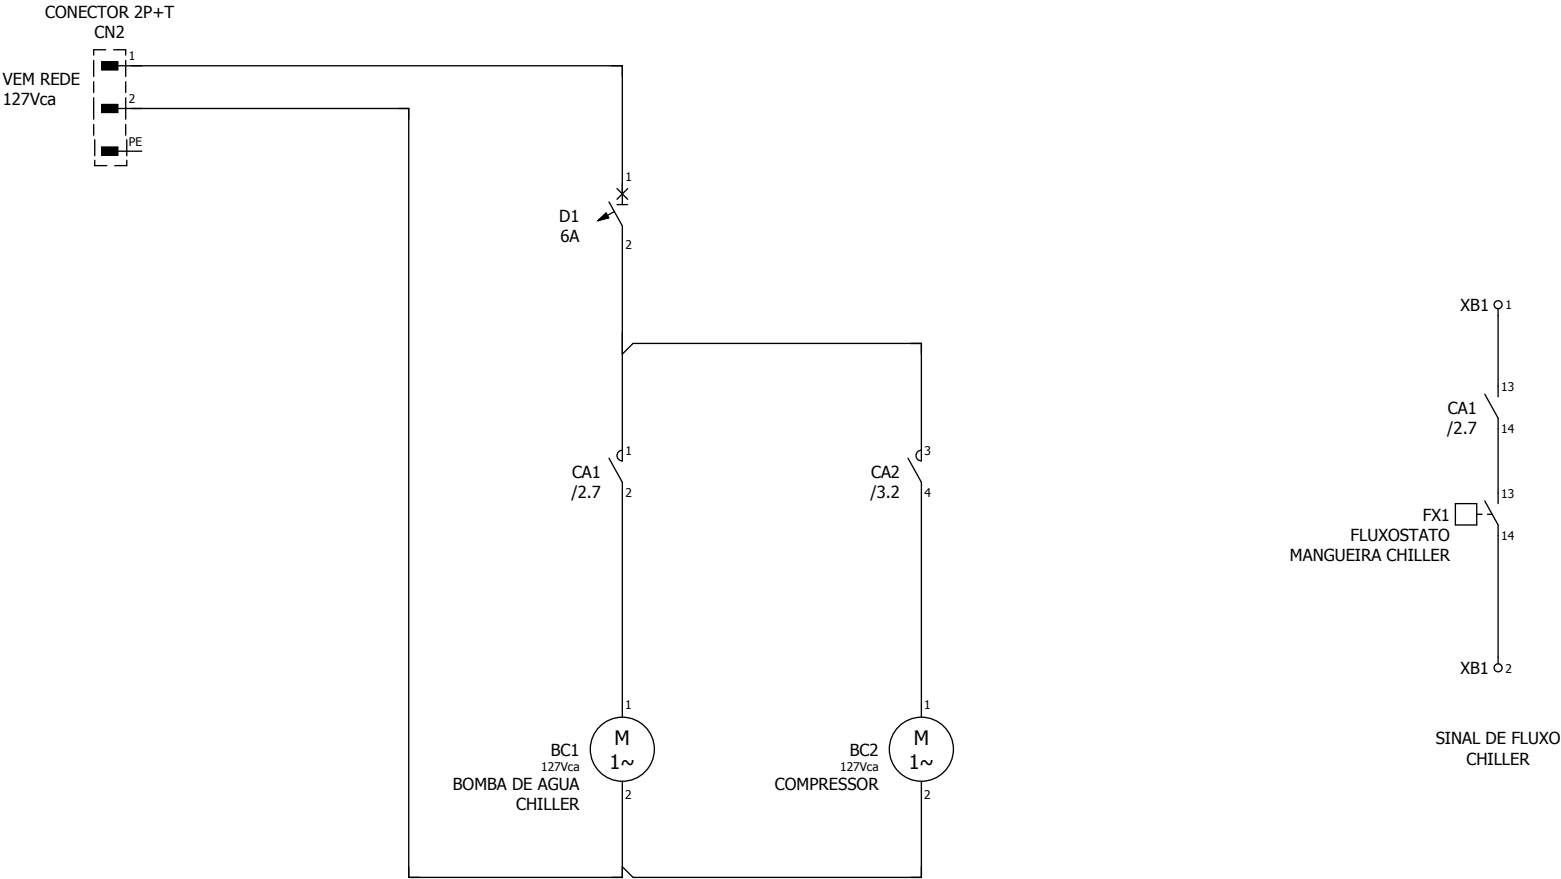 CONECTOR 2P+T
CN2
VEM REDE
127Vca
1
2
PE
1
D1
6A
2
CA1
/2.7
1
2
CA2
/3.2
3
4
1
M
1~
BC1
127Vca
BOMBA DE AGUA
CHILLER
2
1
M
1~
BC2
127Vca
COMPRESSOR
2
XB1 1
13
CA1
/2.7
14
13
FX1
FLUXOSTATO
MANGUEIRA CHILLER
14
XB1 2
SINAL DE FLUXO
CHILLER